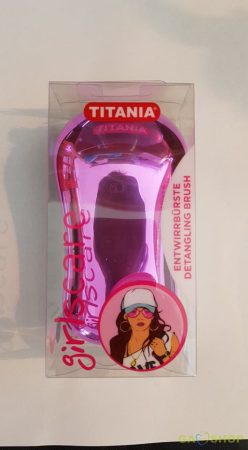 TITANIA®
TITANIA
girlscare
girlscare
ENTWIRRBÜRSTE
DETANGLING BRUSH